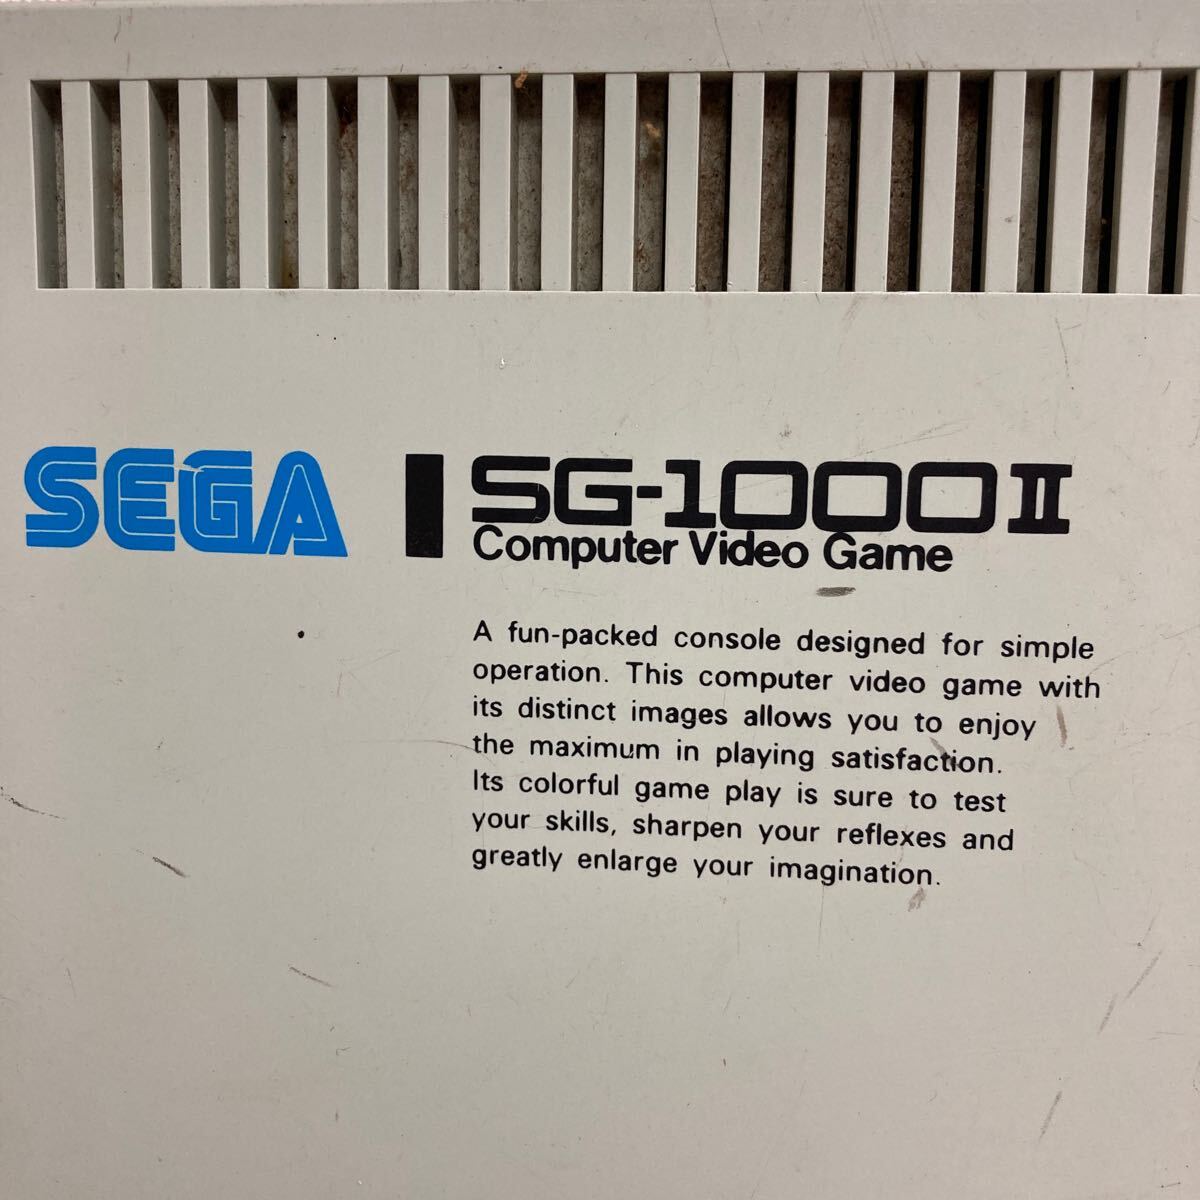 SEGA
SG-1000II
Computer Video Game
A fun-packed console designed for simple
operation. This computer video game with
its distinct images allows you to enjoy
the maximum in playing satisfaction.
Its colorful game play is sure to test
your skills, sharpen your reflexes and
greatly enlarge your imagination.